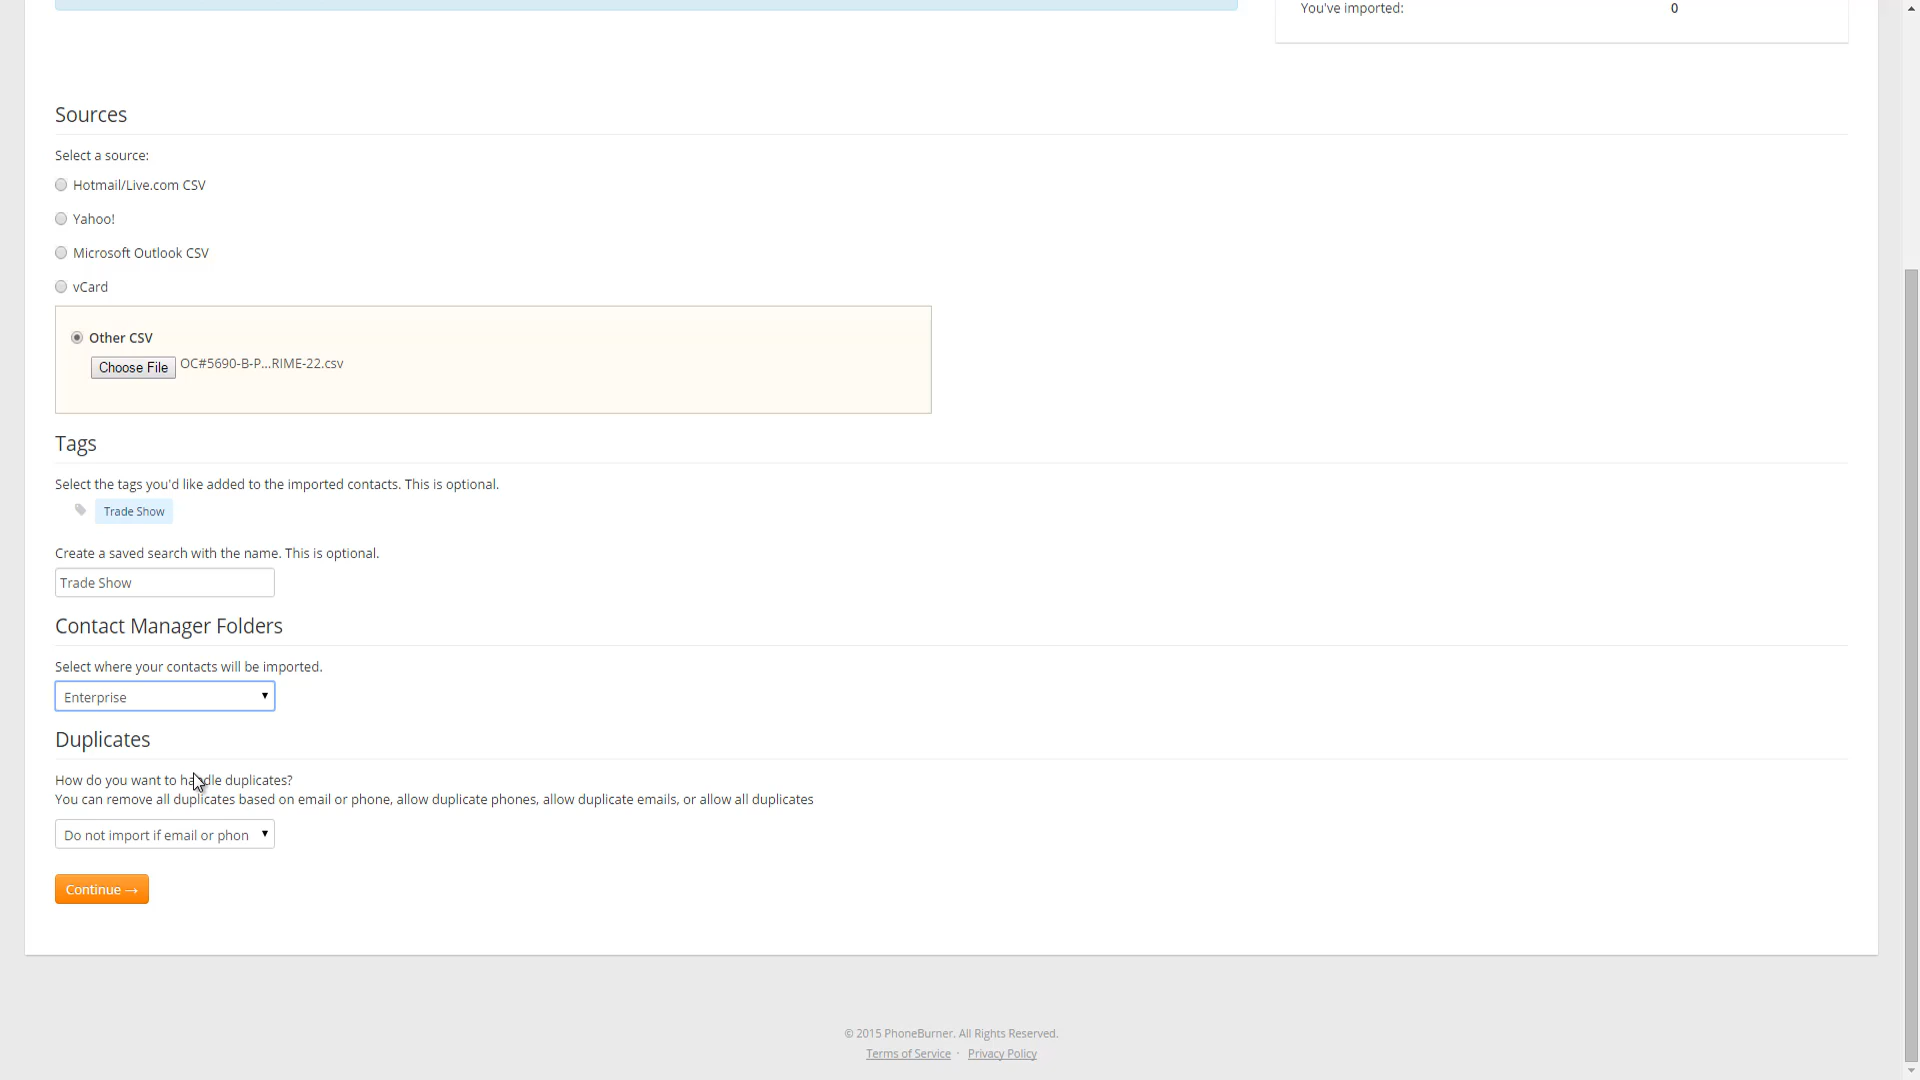 You've imported: 0
Sources
Select a source:
Hotmail/Live.com CSV
Yahoo!
Microsoft Outlook CSV
vCard
Other CSV
Choose File OC#5690-B-P...RIME-22.csv
Tags
Select the tags you'd like added to the imported contacts. This is optional.
Trade Show
Create a saved search with the name. This is optional.
Trade Show
Contact Manager Folders
Select where your contacts will be imported.
Enterprise
Duplicates
How do you want to handle duplicates?
You can remove all duplicates based on email or phone, allow duplicate phones, allow duplicate emails, or allow all duplicates
Do not import if email or phon
Continue →
© 2015 PhoneBurner. All Rights Reserved.
Terms of Service · Privacy Policy